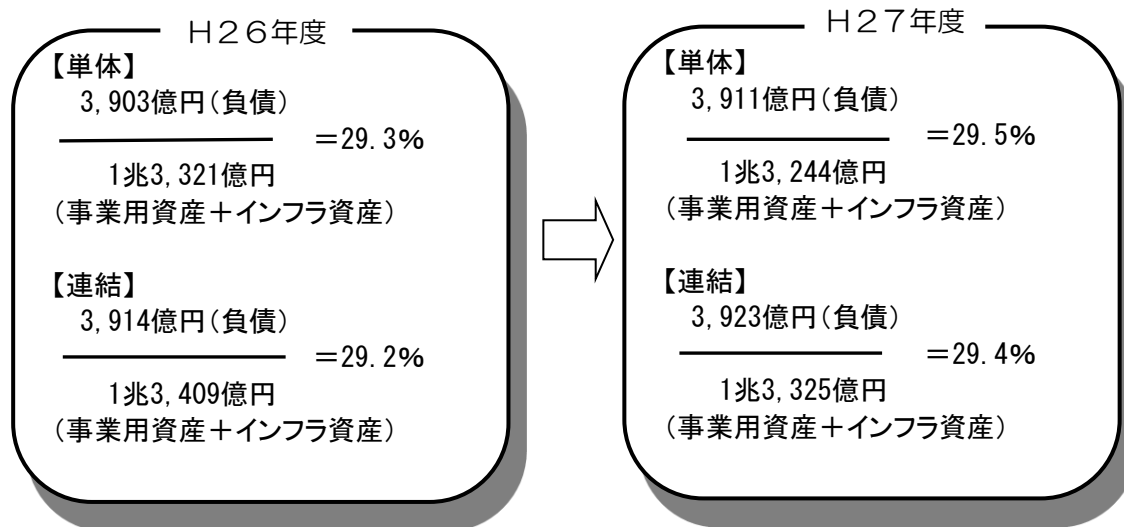 H26年度
【単体】
3,903億円(負債)
=29.3%
1兆3,321億円
(事業用資産+インフラ資産)
【連結】
3,914億円(負債)
=29.2%
1兆3,409億円
(事業用資産+インフラ資産)
H27年度
【単体】
3,911億円(負債)
=29.5%
1兆3,244億円
(事業用資産+インフラ資産)
【連結】
3,923億円(負債)
=29.4%
1兆3,325億円
(事業用資産+インフラ資産)